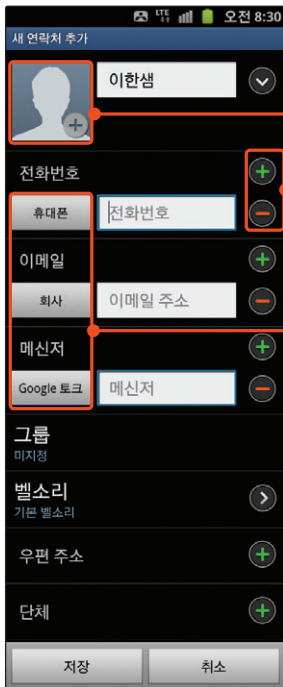 LTE 오전 8:30
새 연락처 추가
이한샘
전화번호
휴대폰 전화번호
이메일
회사 이메일 주소
메신저
Google 토크 메신저
그룹
미지정
벨소리
기본 벨소리
우편 주소
단체
저장 취소